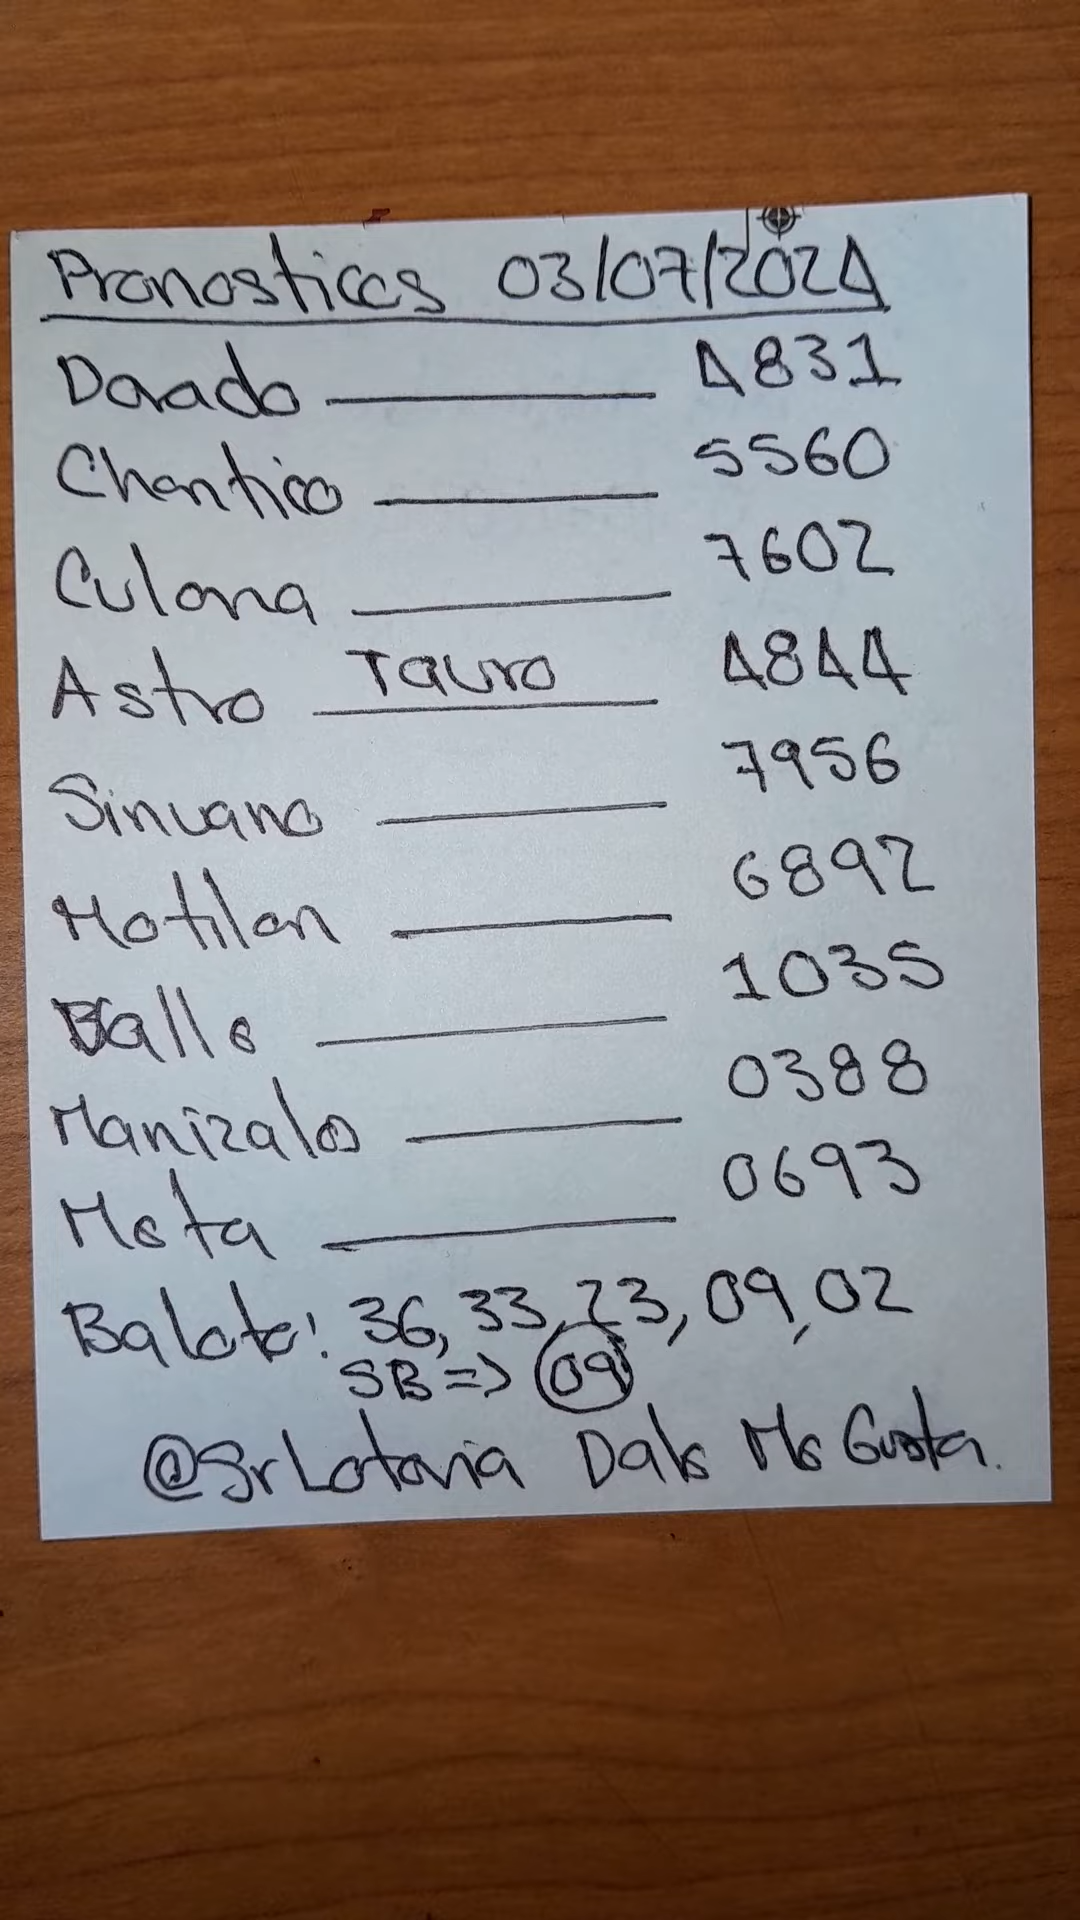 Pronosticos 03/07/2024
Dorado 4831
Chontico 5560
Culona 7602
Astro Tauro 4844
Sinuano 7956
Motilon 6892
Valle 1035
Manizales 0388
Meta 0693
Baloto: 36, 33, 23, 09, 02
SB => 09
@SrLoteria Dale Me Gusta.